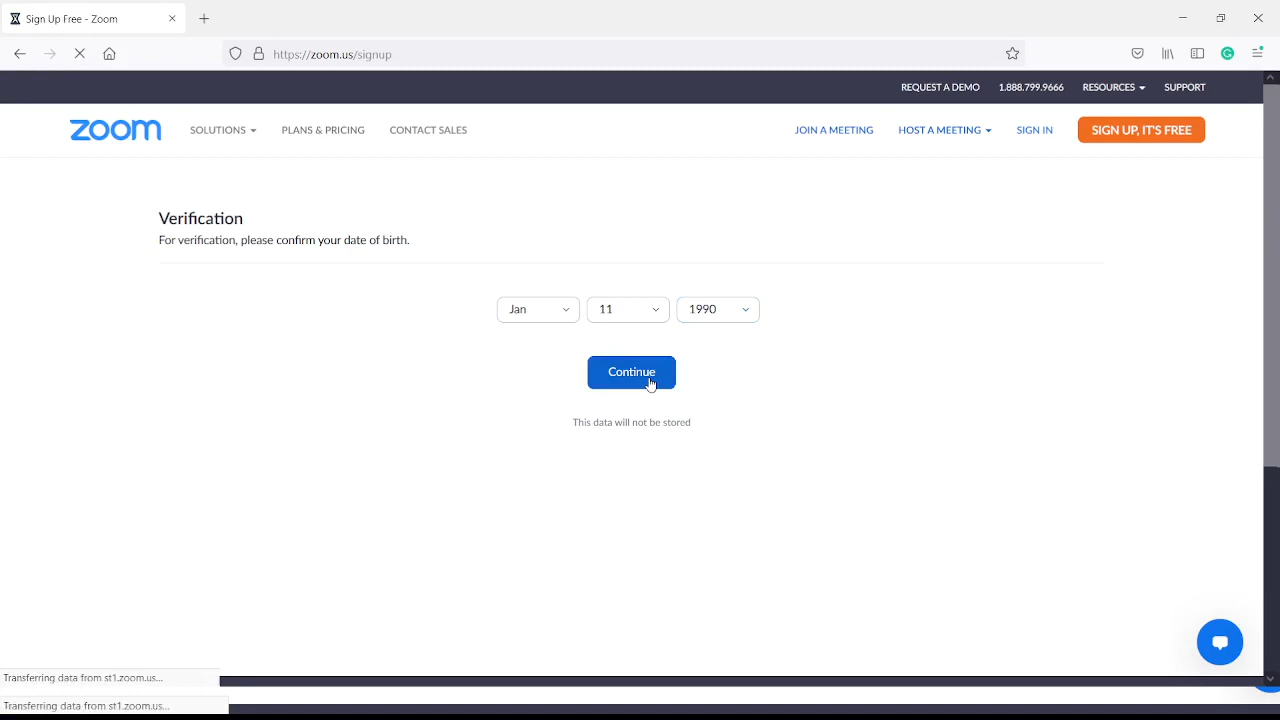 Sign Up Free - Zoom
https://zoom.us/signup
REQUEST A DEMO 1.888.799.9666 RESOURCES SUPPORT
zoom SOLUTIONS PLANS & PRICING CONTACT SALES JOIN A MEETING HOST A MEETING SIGN IN SIGN UP, IT'S FREE
Verification
For verification, please confirm your date of birth.
Jan 11 1990
Continue
This data will not be stored
Transferring data from st1.zoom.us...
Transferring data from st1.zoom.us...